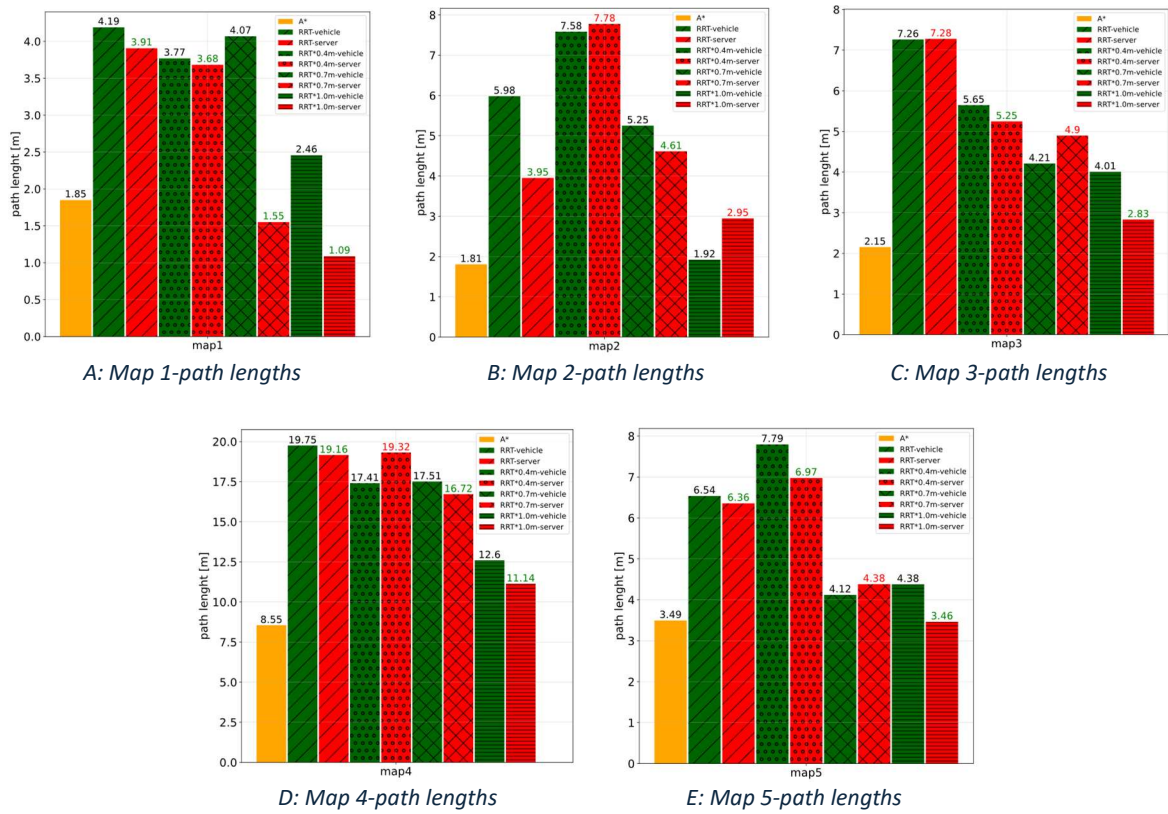 4.19
4.07
3.91
3.77
3.68
2.46
1.85
1.55
1.09
4.0
3.5
3.0
2.5
2.0
1.5
1.0
0.5
0.0
path lenght [m]
map1
A*
RRT-vehicle
RRT-server
RRT*0.4m-vehicle
RRT*0.4m-server
RRT*0.7m-vehicle
RRT*0.7m-server
RRT*1.0m-vehicle
RRT*1.0m-server
A: Map 1-path lengths
8
7
6
5
4
3
2
1
0
path lenght [m]
1.81
5.98
3.95
7.58
7.78
5.25
4.61
1.92
2.95
map2
A*
RRT-vehicle
RRT-server
RRT*0.4m-vehicle
RRT*0.4m-server
RRT*0.7m-vehicle
RRT*0.7m-server
RRT*1.0m-vehicle
RRT*1.0m-server
B: Map 2-path lengths
8
7
6
5
4
3
2
1
0
path lenght [m]
2.15
7.26
7.28
5.65
5.25
4.21
4.9
4.01
2.83
map3
A*
RRT-vehicle
RRT-server
RRT*0.4m-vehicle
RRT*0.4m-server
RRT*0.7m-vehicle
RRT*0.7m-server
RRT*1.0m-vehicle
RRT*1.0m-server
C: Map 3-path lengths
20.0
17.5
15.0
12.5
10.0
7.5
5.0
2.5
0.0
path lenght [m]
8.55
19.75
19.16
17.41
19.32
17.51
16.72
12.6
11.14
map4
A*
RRT-vehicle
RRT-server
RRT*0.4m-vehicle
RRT*0.4m-server
RRT*0.7m-vehicle
RRT*0.7m-server
RRT*1.0m-vehicle
RRT*1.0m-server
D: Map 4-path lengths
8
7
6
5
4
3
2
1
0
path lenght [m]
3.49
6.54
6.36
7.79
6.97
4.12
4.38
4.38
3.46
map5
A*
RRT-vehicle
RRT-server
RRT*0.4m-vehicle
RRT*0.4m-server
RRT*0.7m-vehicle
RRT*0.7m-server
RRT*1.0m-vehicle
RRT*1.0m-server
E: Map 5-path lengths